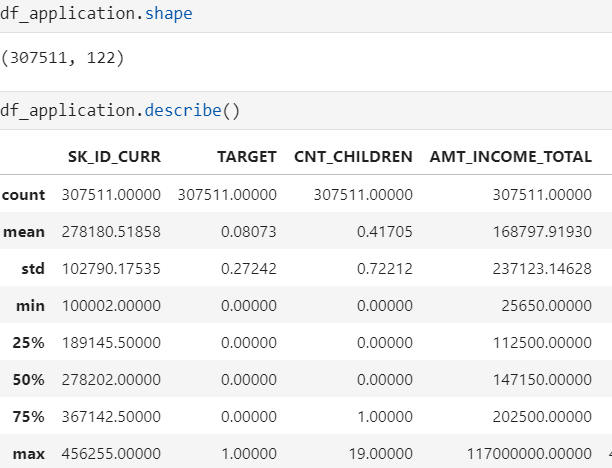 df_application.shape
(307511, 122)
df_application.describe()
SK_ID_CURR TARGET CNT_CHILDREN AMT_INCOME_TOTAL
count 307511.00000 307511.00000 307511.00000 307511.00000
mean 278180.51858 0.08073 0.41705 168797.91930
std 102790.17535 0.27242 0.72212 237123.14628
min 100002.00000 0.00000 0.00000 25650.00000
25% 189145.50000 0.00000 0.00000 112500.00000
50% 278202.00000 0.00000 0.00000 147150.00000
75% 367142.50000 0.00000 1.00000 202500.00000
max 456255.00000 1.00000 19.00000 117000000.00000